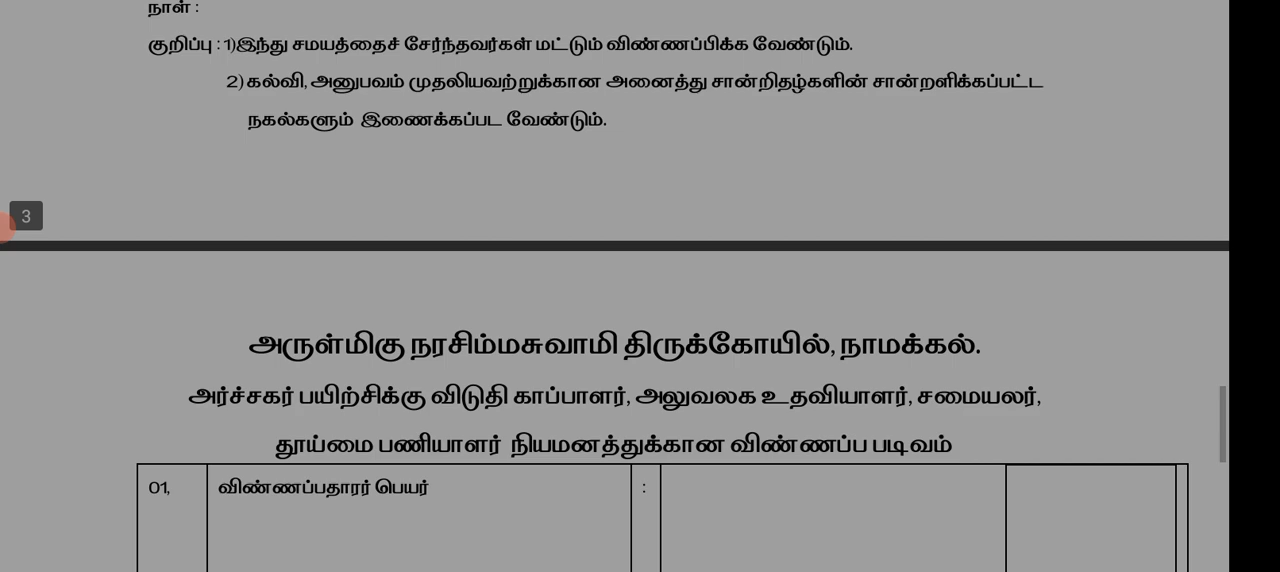 நாள் :
குறிப்பு : 1)இந்து சமயத்தைச் சேர்ந்தவர்கள் மட்டும் விண்ணப்பிக்க வேண்டும்.
2) கல்வி, அனுபவம் முதலியவற்றுக்கான அனைத்து சான்றிதழ்களின் சான்றளிக்கப்பட்ட
நகல்களும் இணைக்கப்பட வேண்டும்.
3
அருள்மிகு நரசிம்மசுவாமி திருக்கோயில், நாமக்கல்.
அர்ச்சகர் பயிற்சிக்கு விடுதி காப்பாளர், அலுவலக உதவியாளர், சமையலர்,
தூய்மை பணியாளர் நியமனத்துக்கான விண்ணப்ப படிவம்
01, விண்ணப்பதாரர் பெயர் :